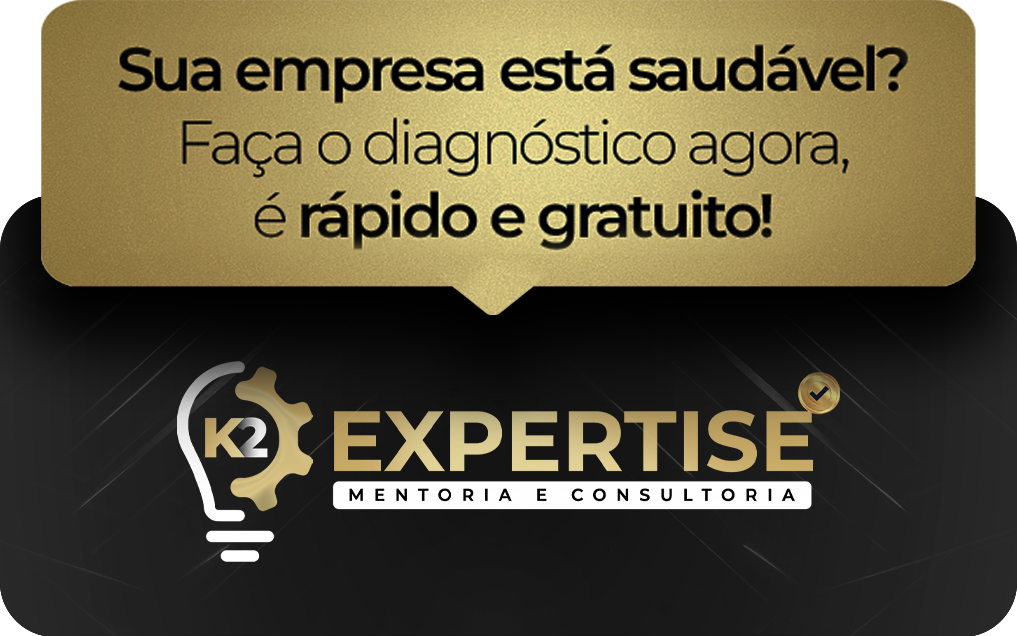 Sua empresa está saudável?
Faça o diagnóstico agora,
é rápido e gratuito!
K2
EXPERTISE
MENTORIA E CONSULTORIA